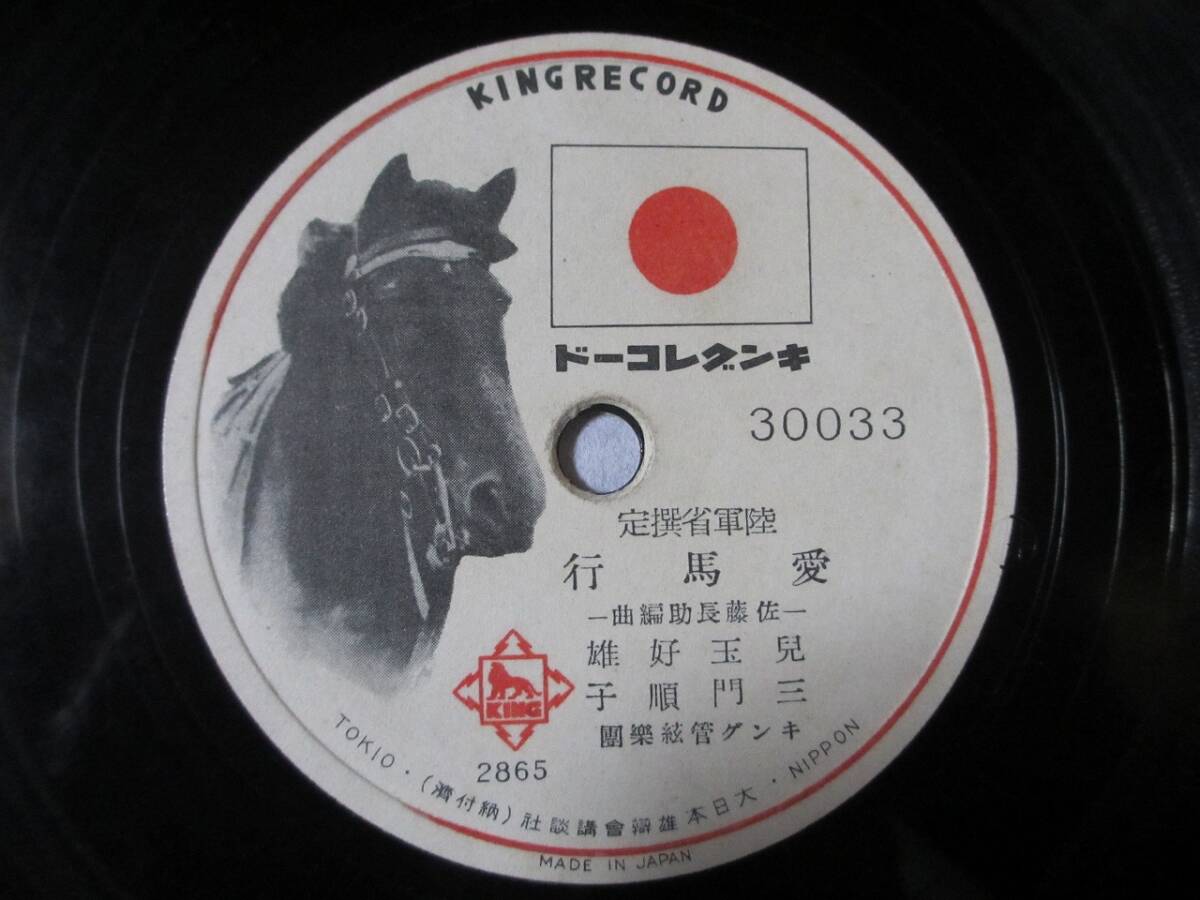 KINGRECORD
キングレコード
30033
陸軍省撰定
愛馬行
―佐藤長助編曲―
兒玉好雄
三門順子
キング管絃樂團
KING
2865
NIPPON・大日本雄辯會講談社(納付濟)・TOKIO
MADE IN JAPAN